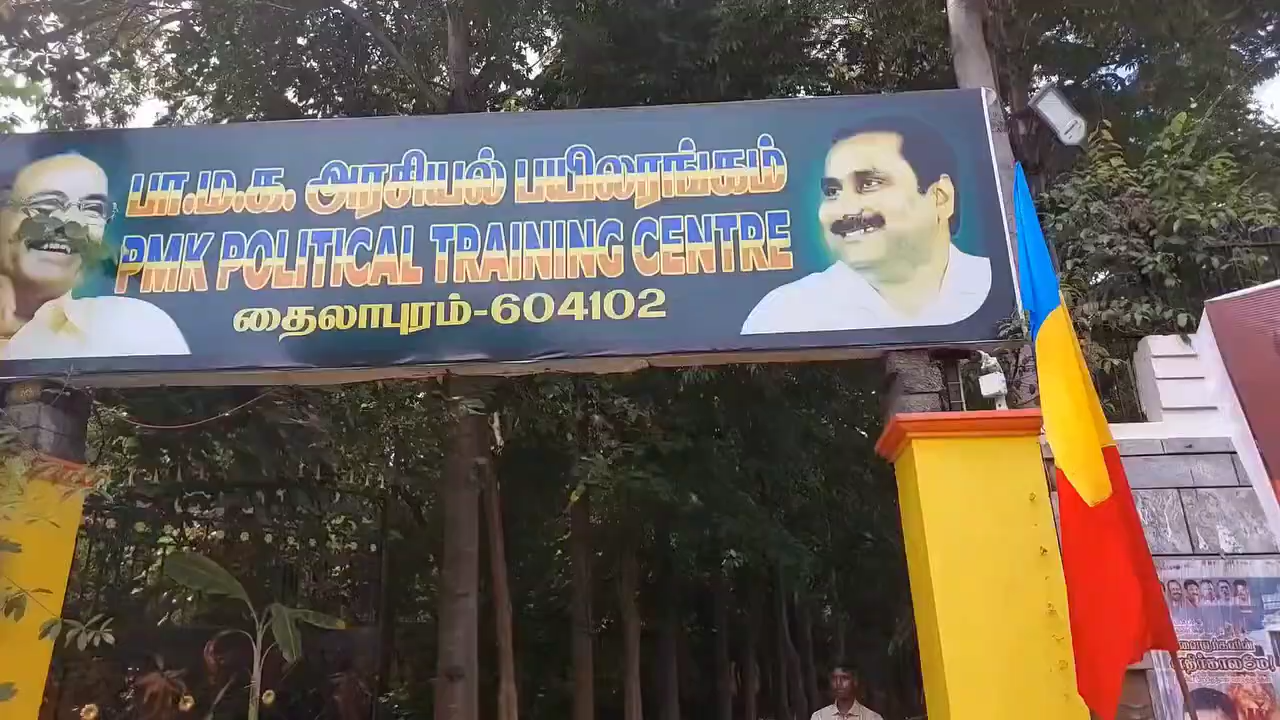 பா.ம.க. அரசியல் பயிலரங்கம்
PMK POLITICAL TRAINING CENTRE
தைலாபுரம்-604102